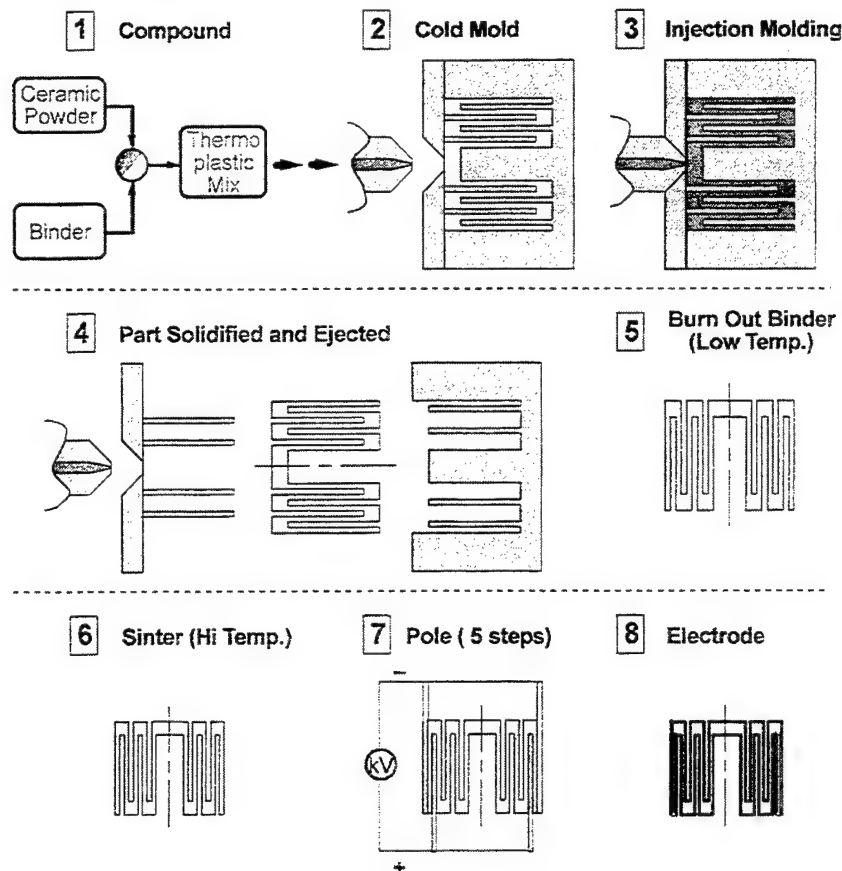 1 Compound
Ceramic
Powder
Binder
Thermo
plastic
Mix
2 Cold Mold
3 Injection Molding
4 Part Solidified and Ejected
5 Burn Out Binder
(Low Temp.)
6 Sinter (Hi Temp.)
7 Pole ( 5 steps)
-
kV
+
8 Electrode